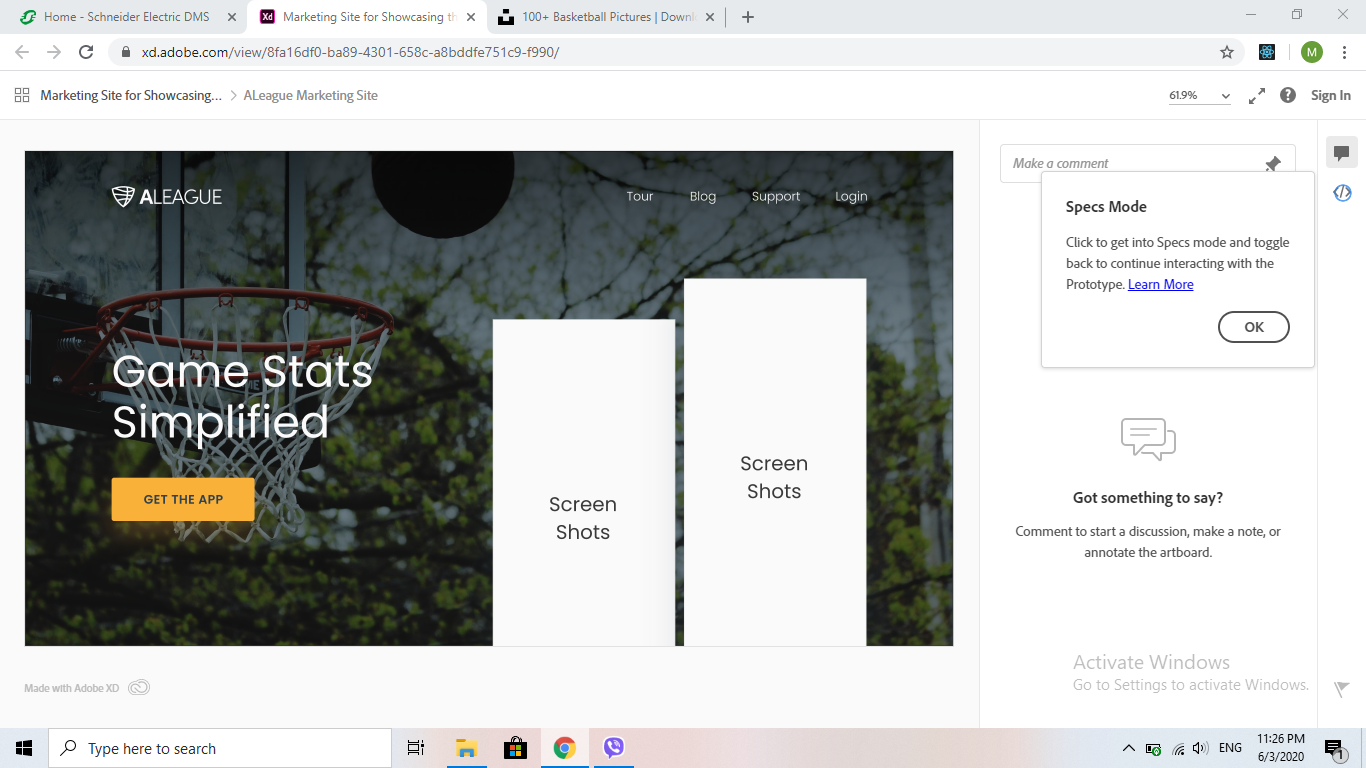 Home - Schneider Electric DMS
Marketing Site for Showcasing th
100+ Basketball Pictures | Downl
xd.adobe.com/view/8fa16df0-ba89-4301-658c-a8bddfe751c9-f990/
M
Marketing Site for Showcasing...
ALeague Marketing Site
61.9%
Sign In
ALEAGUE
Tour
Blog
Support
Login
Game Stats
Simplified
GET THE APP
Screen
Shots
Screen
Shots
Made with Adobe XD
Make a comment
Specs Mode
Click to get into Specs mode and toggle
back to continue interacting with the
Prototype. Learn More
OK
Got something to say?
Comment to start a discussion, make a note, or
annotate the artboard.
Activate Windows
Go to Settings to activate Windows.
Type here to search
ENG
11:26 PM
6/3/2020
1